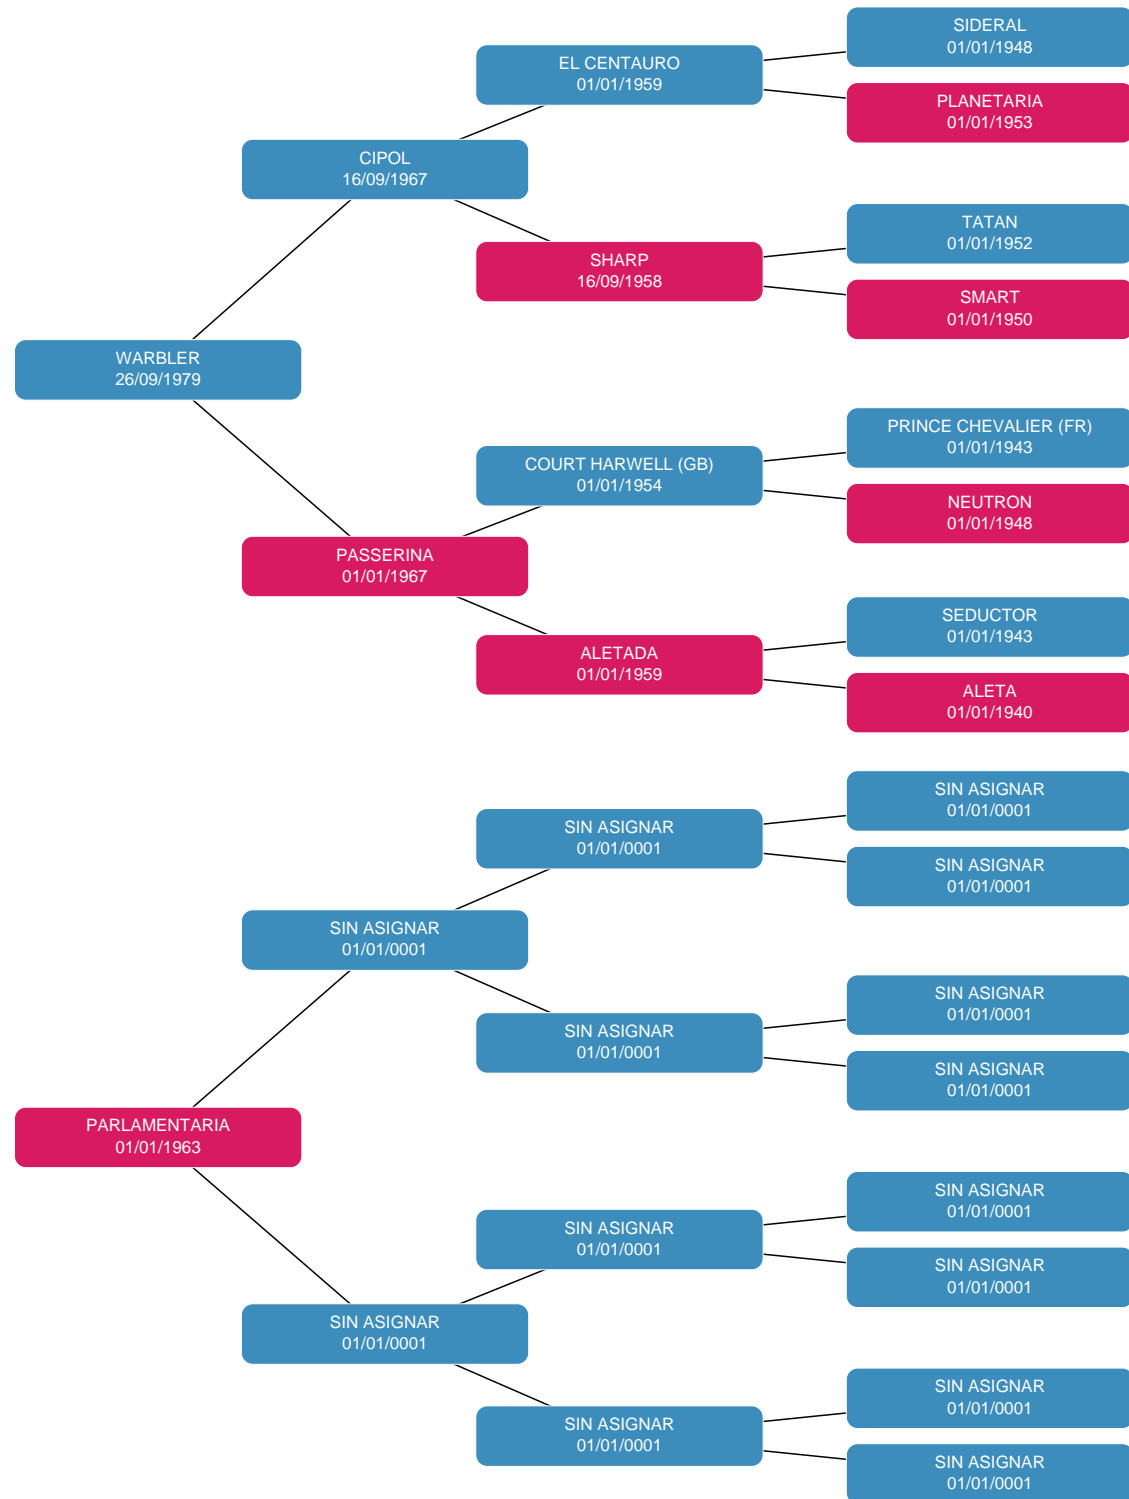 SIDERAL
01/01/1948
EL CENTAURO
01/01/1959
PLANETARIA
01/01/1953
CIPOL
16/09/1967
TATAN
01/01/1952
SHARP
16/09/1958
SMART
01/01/1950
WARBLER
26/09/1979
PRINCE CHEVALIER (FR)
01/01/1943
COURT HARWELL (GB)
01/01/1954
NEUTRON
01/01/1948
PASSERINA
01/01/1967
SEDUCTOR
01/01/1943
ALETADA
01/01/1959
ALETA
01/01/1940
SIN ASIGNAR
01/01/0001
SIN ASIGNAR
01/01/0001
SIN ASIGNAR
01/01/0001
SIN ASIGNAR
01/01/0001
SIN ASIGNAR
01/01/0001
SIN ASIGNAR
01/01/0001
SIN ASIGNAR
01/01/0001
PARLAMENTARIA
01/01/1963
SIN ASIGNAR
01/01/0001
SIN ASIGNAR
01/01/0001
SIN ASIGNAR
01/01/0001
SIN ASIGNAR
01/01/0001
SIN ASIGNAR
01/01/0001
SIN ASIGNAR
01/01/0001
SIN ASIGNAR
01/01/0001